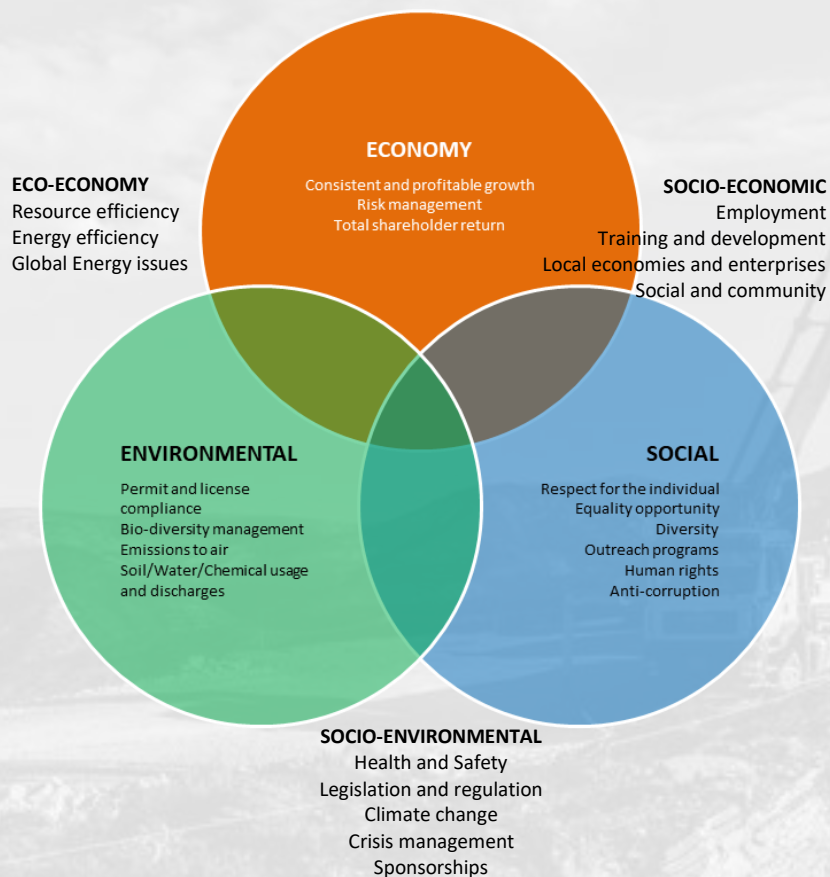 ECONOMY
Consistent and profitable growth
Risk management
Total shareholder return
ECO-ECONOMY
Resource efficiency
Energy efficiency
Global Energy issues
SOCIO-ECONOMIC
Employment
Training and development
Local economies and enterprises
Social and community
ENVIRONMENTAL
Permit and license
compliance
Bio-diversity management
Emissions to air
Soil/Water/Chemical usage
and discharges
SOCIAL
Respect for the individual
Equality opportunity
Diversity
Outreach programs
Human rights
Anti-corruption
SOCIO-ENVIRONMENTAL
Health and Safety
Legislation and regulation
Climate change
Crisis management
Sponsorships